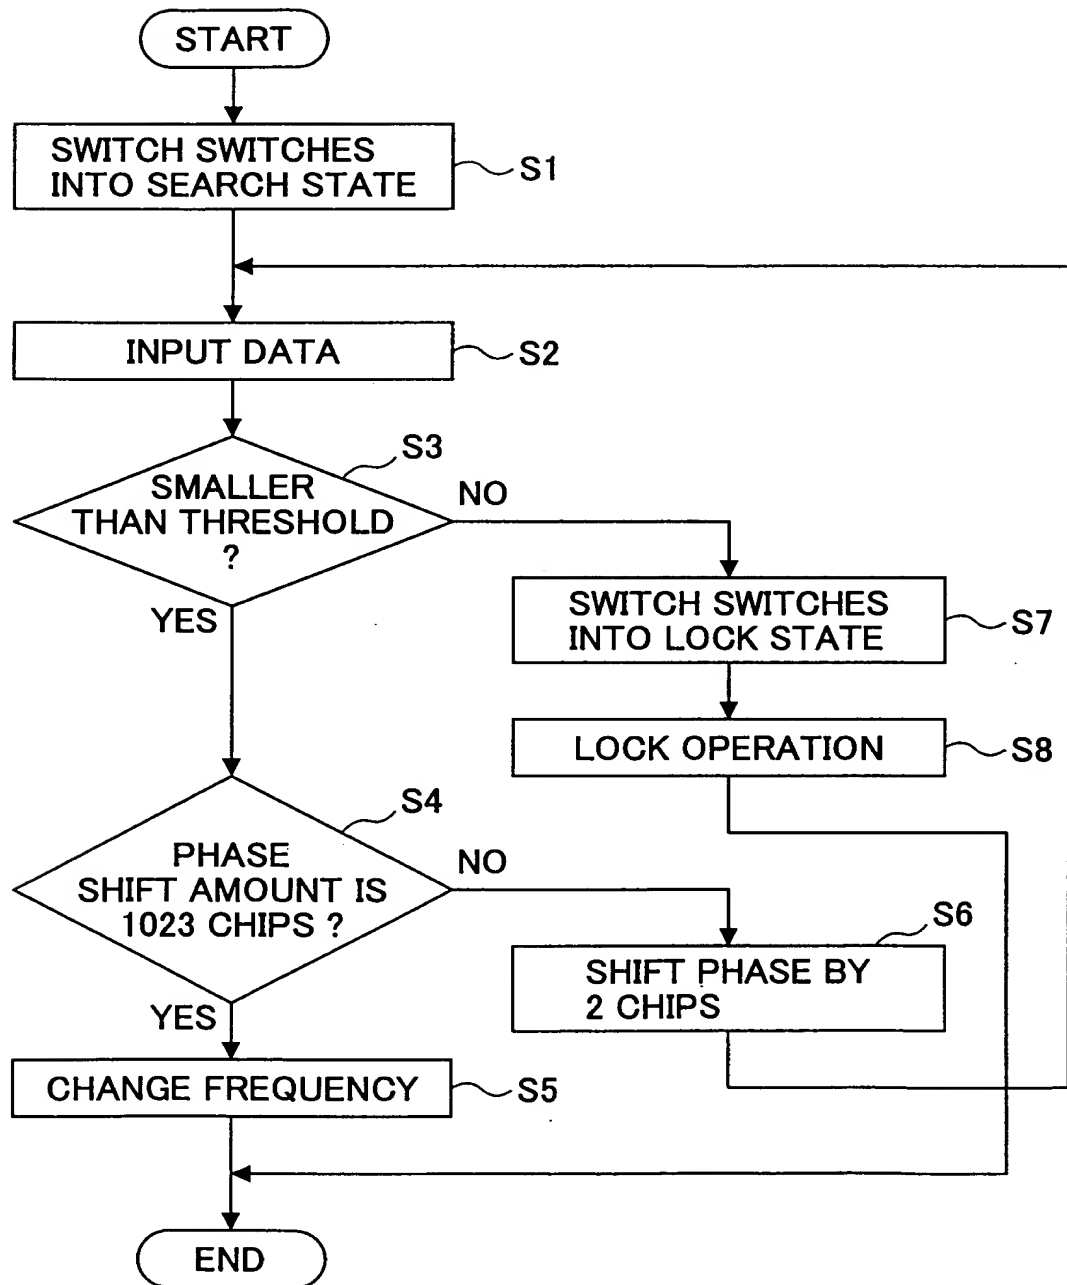 START
SWITCH SWITCHES
INTO SEARCH STATE
S1
INPUT DATA
S2
S3
SMALLER
THAN THRESHOLD
?
NO
YES
SWITCH SWITCHES
INTO LOCK STATE
S7
LOCK OPERATION
S8
S4
PHASE
SHIFT AMOUNT IS
1023 CHIPS ?
NO
YES
S6
SHIFT PHASE BY
2 CHIPS
CHANGE FREQUENCY
S5
END